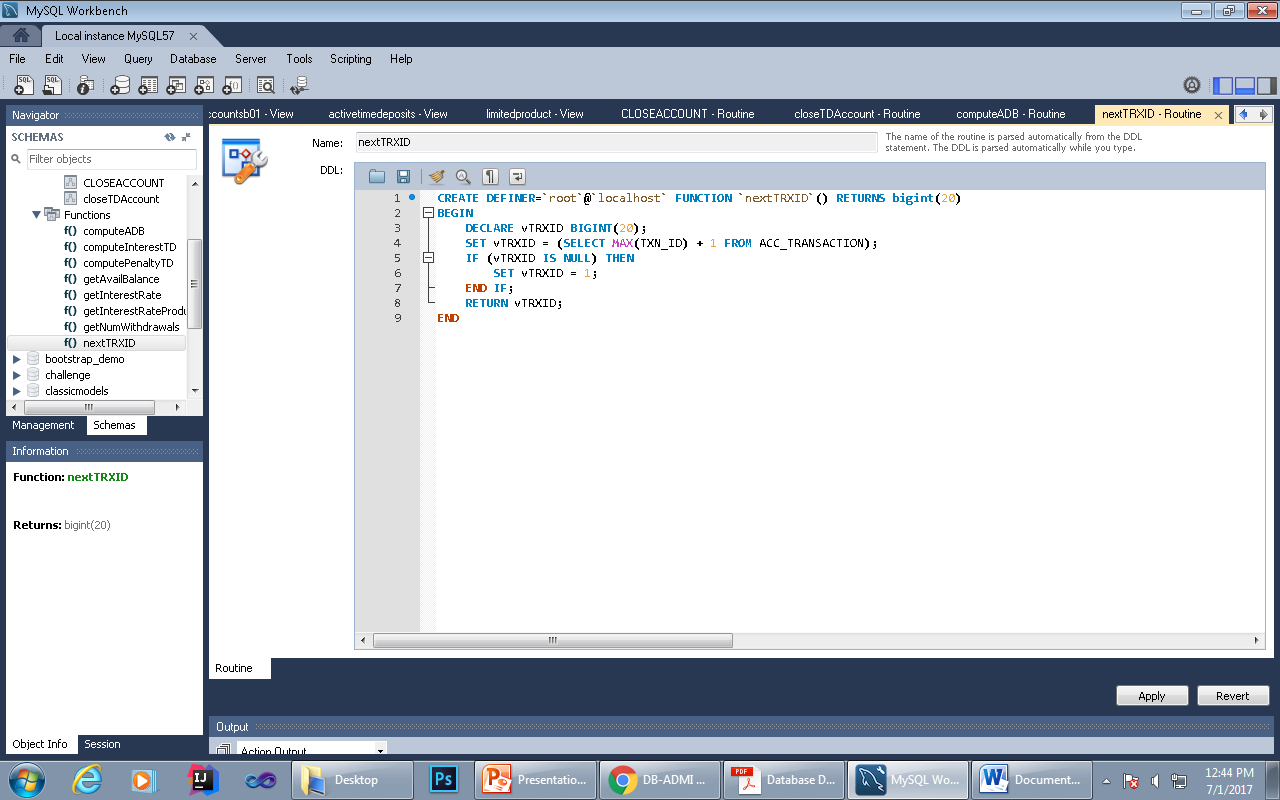 MySQL Workbench
Local instance MySQL57
File Edit View Query Database Server Tools Scripting Help
Navigator
SCHEMAS
Filter objects
CLOSEACCOUNT
closeTDAccount
Functions
f() computeADB
f() computeInterestTD
f() computePenaltyTD
f() getAvailBalance
f() getInterestRate
f() getInterestRateProdu
f() getNumWithdrawals
f() nextTRXID
bootstrap_demo
challenge
classicmodels
Management Schemas
Information
Function: nextTRXID
Returns: bigint(20)
Object Info Session
ccountsb01 - View activetimedeposits - View limitedproduct - View CLOSEACCOUNT - Routine closeTDAccount - Routine computeADB - Routine nextTRXID - Routine
Name: nextTRXID
The name of the routine is parsed automatically from the DDL
statement. The DDL is parsed automatically while you type.
DDL:
1 CREATE DEFINER=`root`@`localhost` FUNCTION `nextTRXID`() RETURNS bigint(20)
2 BEGIN
3 DECLARE vTRXID BIGINT(20);
4 SET vTRXID = (SELECT MAX(TXN_ID) + 1 FROM ACC_TRANSACTION);
5 IF (vTRXID IS NULL) THEN
6 SET vTRXID = 1;
7 END IF;
8 RETURN vTRXID;
9 END
Routine
Apply Revert
Output
Action Output
Desktop Presentatio... DB-ADMI ... Database D... MySQL Wo... Document...
12:44 PM
7/1/2017